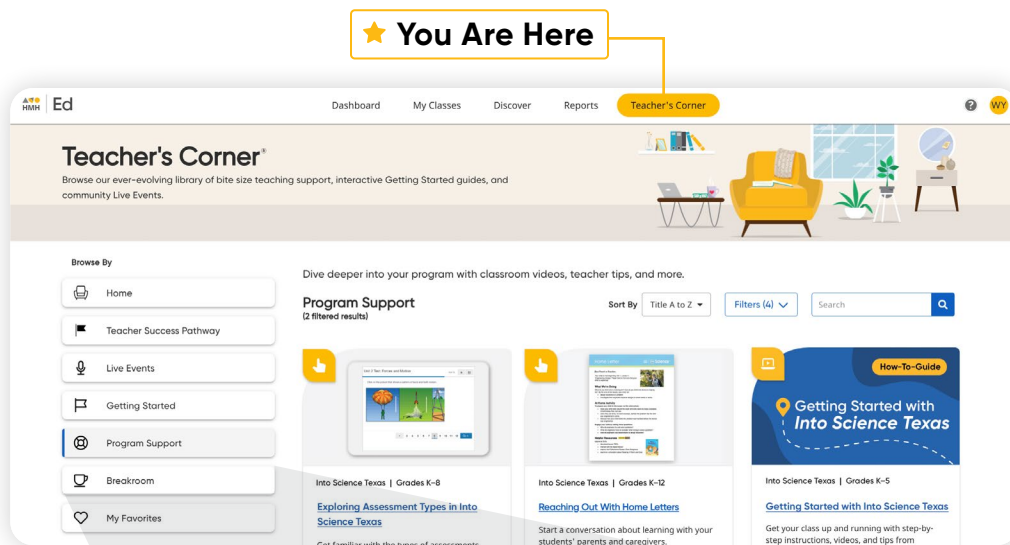 You Are Here
HMH Ed
Dashboard My Classes Discover Reports Teacher's Corner ? WY
Teacher's Corner®
Browse our ever-evolving library of bite size teaching support, interactive Getting Started guides, and
community Live Events.
Browse By
Home
Teacher Success Pathway
Live Events
Getting Started
Program Support
Breakroom
My Favorites
Dive deeper into your program with classroom videos, teacher tips, and more.
Program Support
(2 filtered results)
Sort By Title A to Z Filters (4) Search
Into Science Texas | Grades K–8
Exploring Assessment Types in Into
Science Texas
Get familiar with the types of assessments
Into Science Texas | Grades K–12
Reaching Out With Home Letters
Start a conversation about learning with your
students' parents and caregivers.
How-To-Guide
Getting Started with
Into Science Texas
Into Science Texas | Grades K–5
Getting Started with Into Science Texas
Get your class up and running with step-by-
step instructions, videos, and tips from